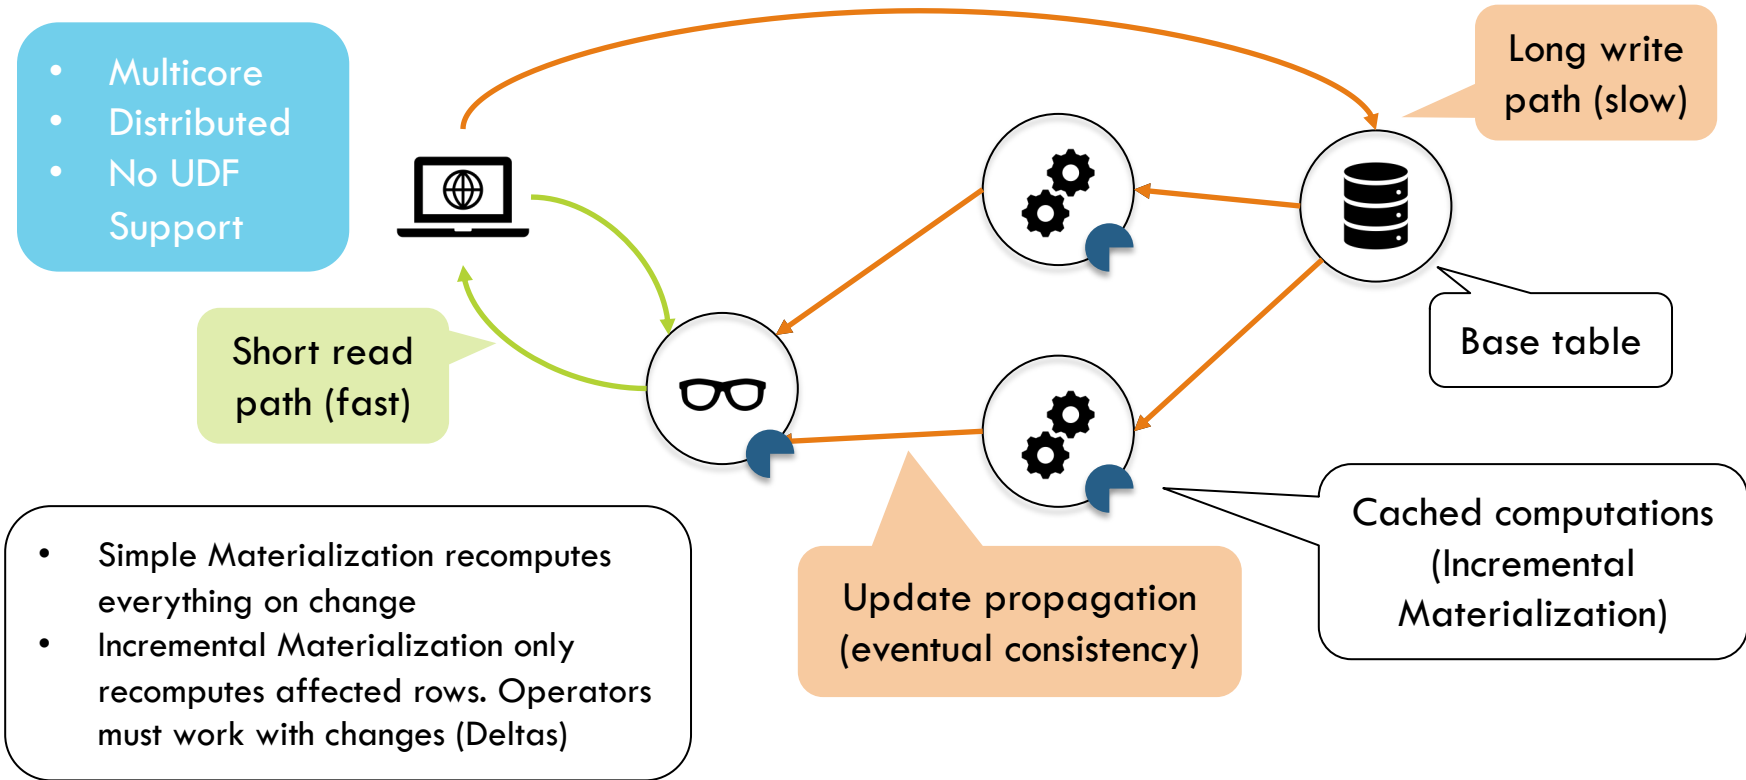 • Multicore
• Distributed
• No UDF
Support
Long write
path (slow)
Short read
path (fast)
Base table
Cached computations
(Incremental
Materialization)
Update propagation
(eventual consistency)
• Simple Materialization recomputes
everything on change
• Incremental Materialization only
recomputes affected rows. Operators
must work with changes (Deltas)